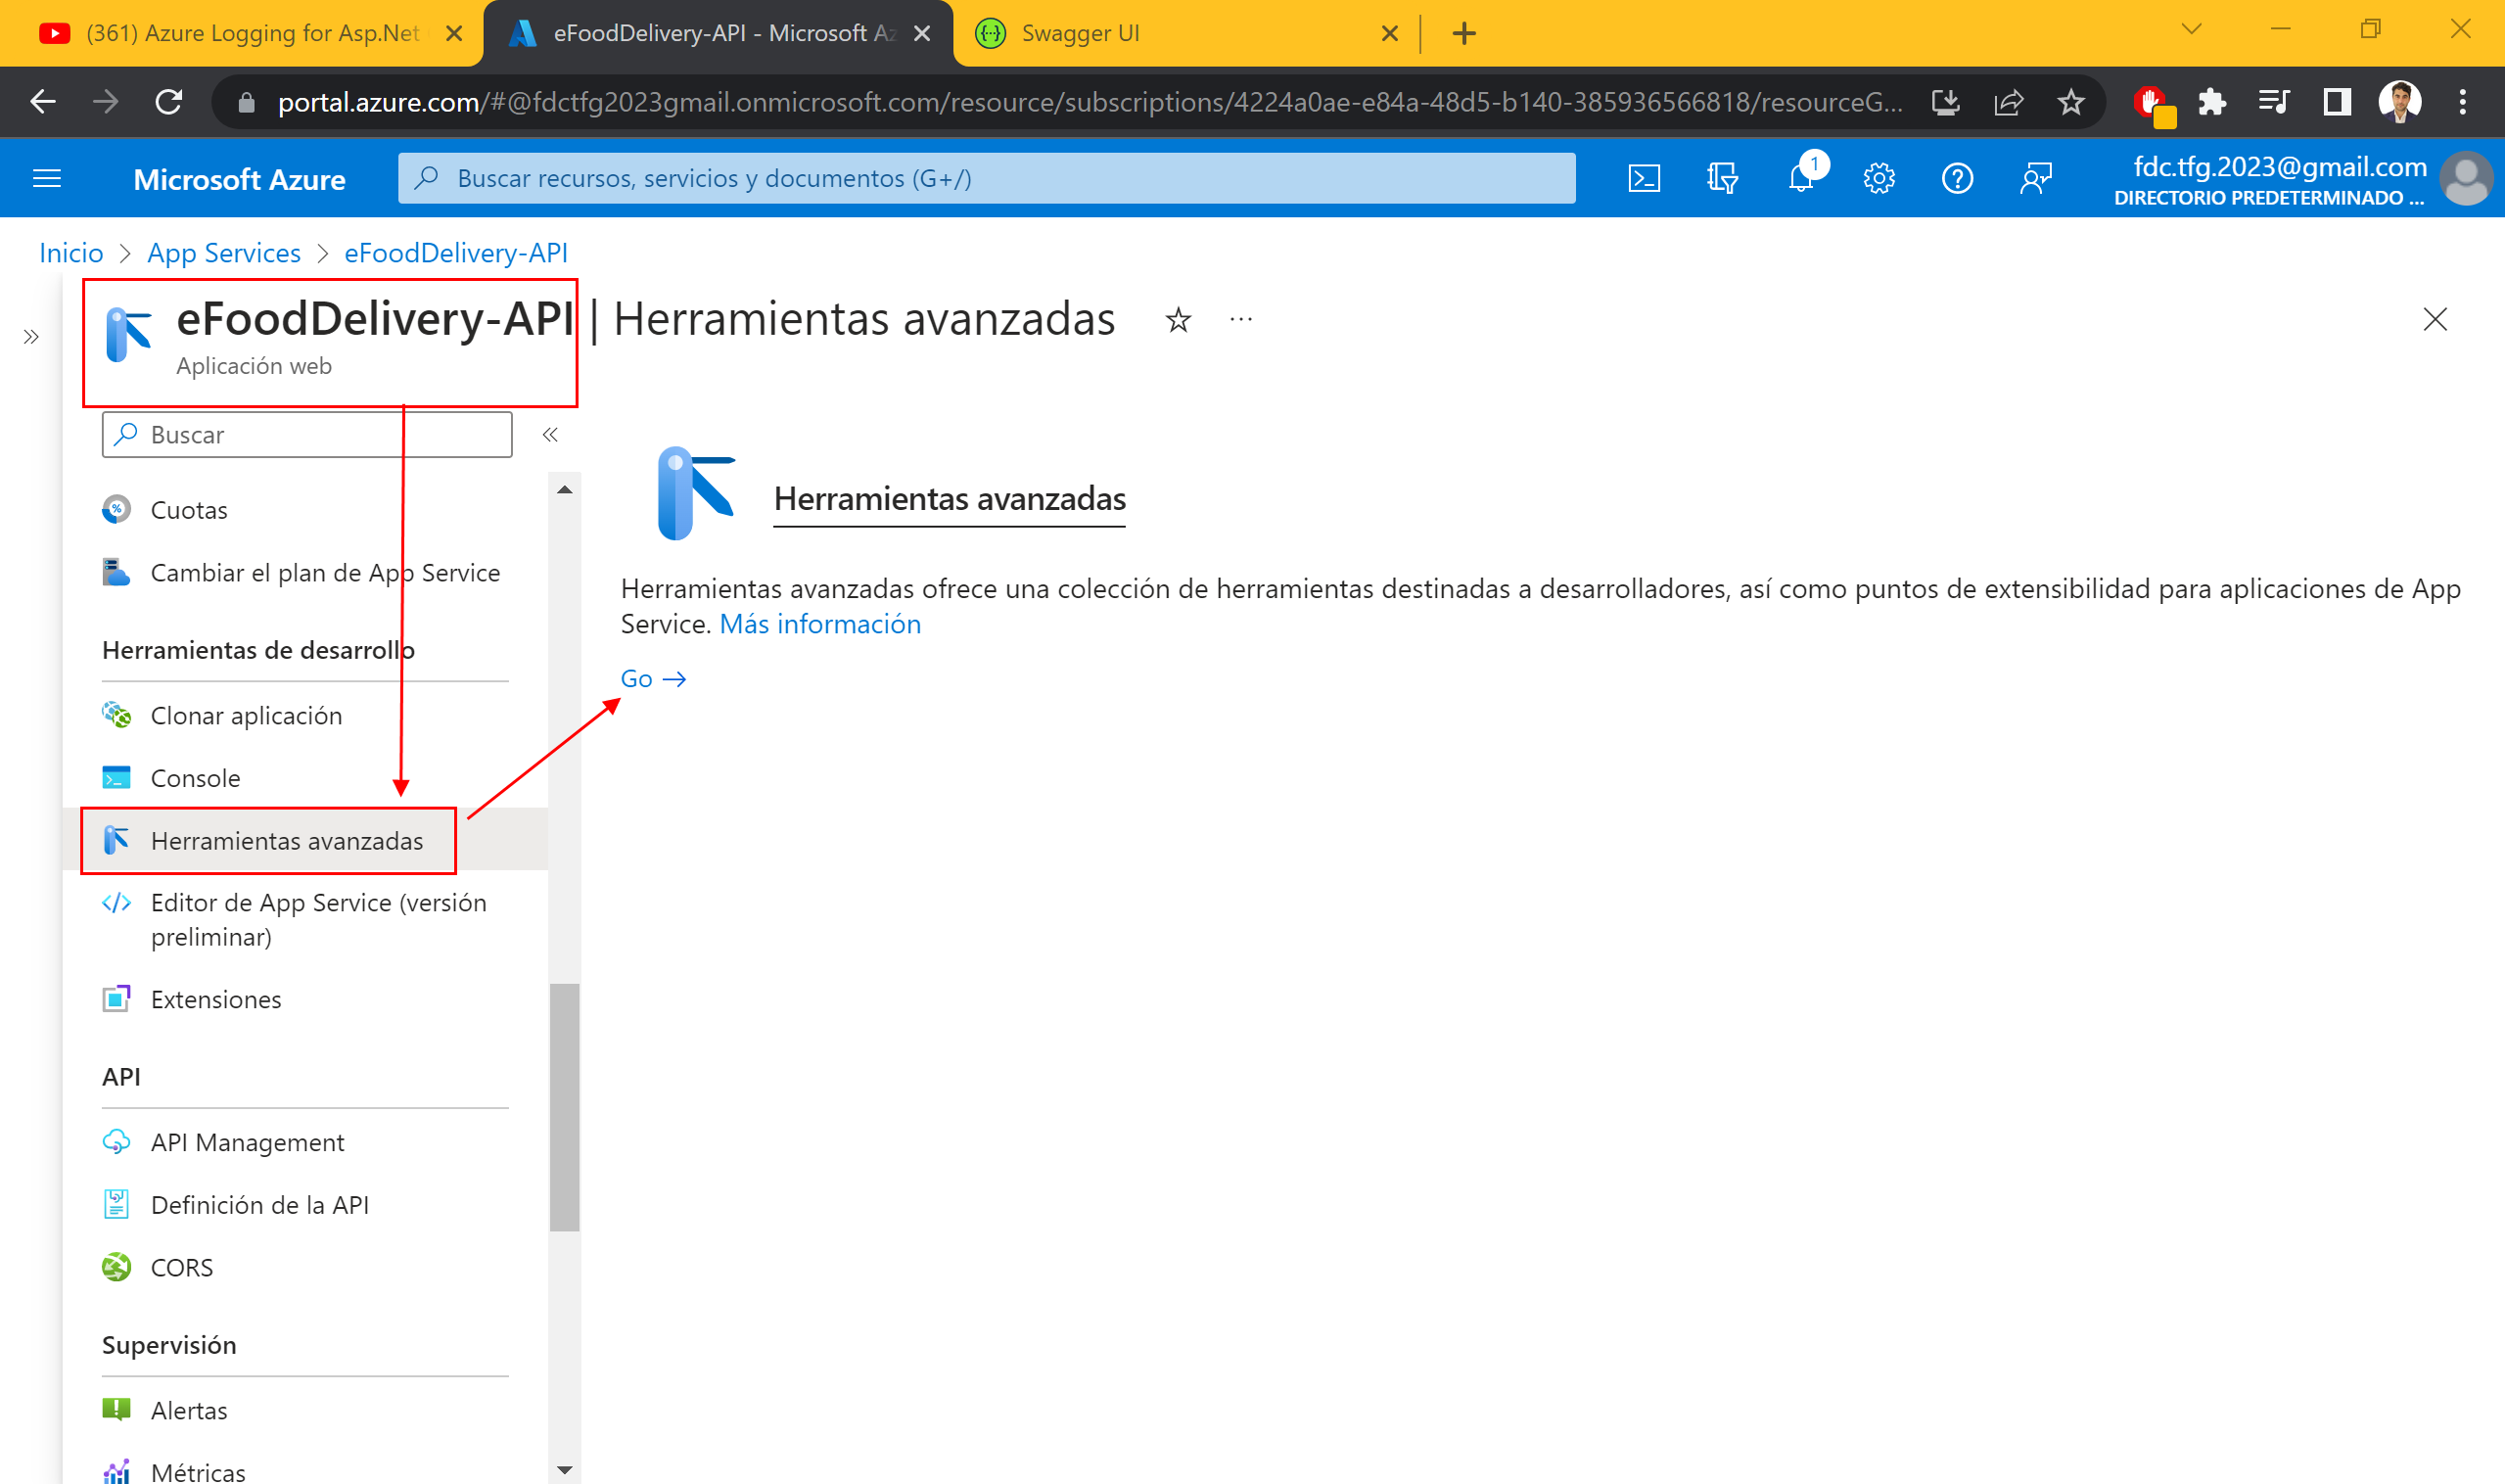 (361) Azure Logging for Asp.Net
eFoodDelivery-API - Microsoft Az
Swagger UI
portal.azure.com/#@fdctfg2023gmail.onmicrosoft.com/resource/subscriptions/4224a0ae-e84a-48d5-b140-385936566818/resourceG...
Microsoft Azure
Buscar recursos, servicios y documentos (G+/)
1
fdc.tfg.2023@gmail.com
DIRECTORIO PREDETERMINADO ...
Inicio > App Services > eFoodDelivery-API
eFoodDelivery-API | Herramientas avanzadas
Aplicación web
Buscar
Cuotas
Cambiar el plan de App Service
Herramientas de desarrollo
Clonar aplicación
Console
Herramientas avanzadas
Editor de App Service (versión
preliminar)
Extensiones
API
API Management
Definición de la API
CORS
Supervisión
Alertas
Métricas
Herramientas avanzadas
Herramientas avanzadas ofrece una colección de herramientas destinadas a desarrolladores, así como puntos de extensibilidad para aplicaciones de App
Service. Más información
Go →